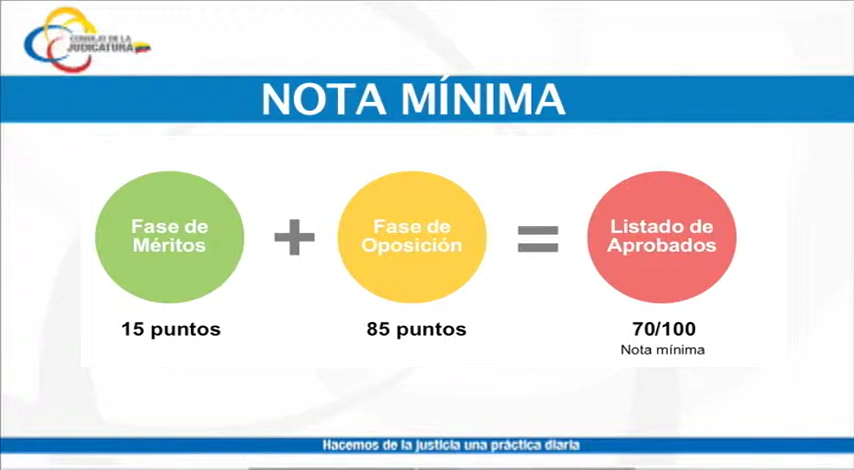 CONSEJO DE LA
JUDICATURA
NOTA MÍNIMA
Fase de
Méritos
+
Fase de
Oposición
=
Listado de
Aprobados
15 puntos
85 puntos
70/100
Nota mínima
Hacemos de la justicia una práctica diaria